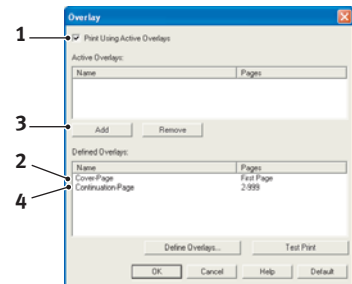 Overlay
1
Print Using Active Overlays
Active Overlays:
Name Pages
3
Add Remove
Defined Overlays:
Name Pages
2
Cover-Page First Page
Continuation-Page 2-999
4
Define Overlays... Test Print
OK Cancel Help Default